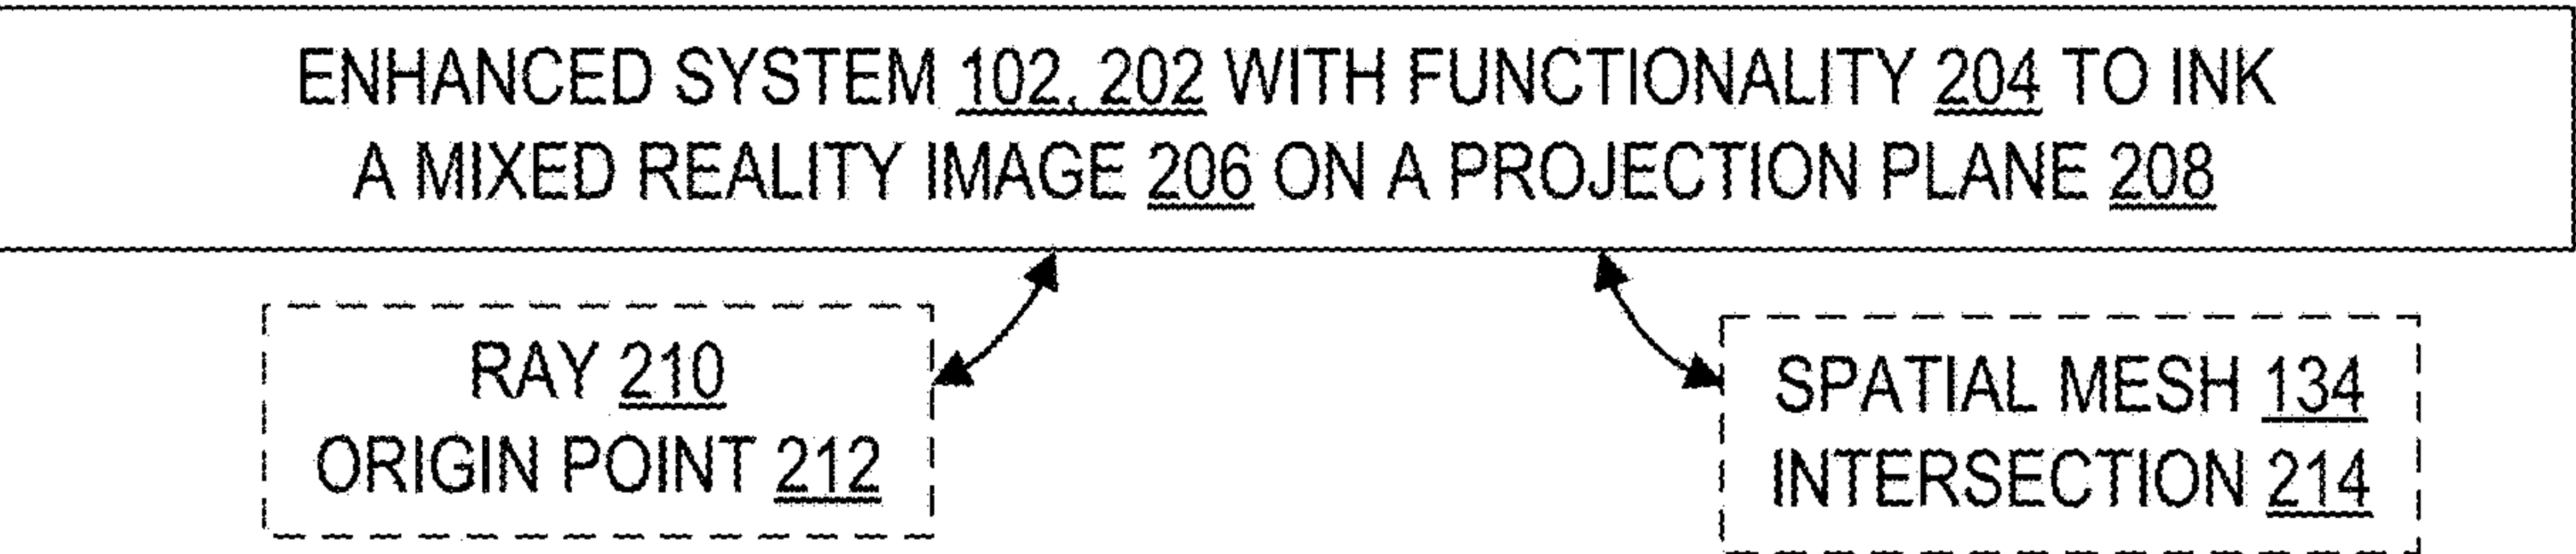 ENHANCED SYSTEM 102, 202 WITH FUNCTIONALITY 204 TO INK
A MIXED REALITY IMAGE 206 ON A PROJECTION PLANE 208
RAY 210
ORIGIN POINT 212
SPATIAL MESH 134
INTERSECTION 214